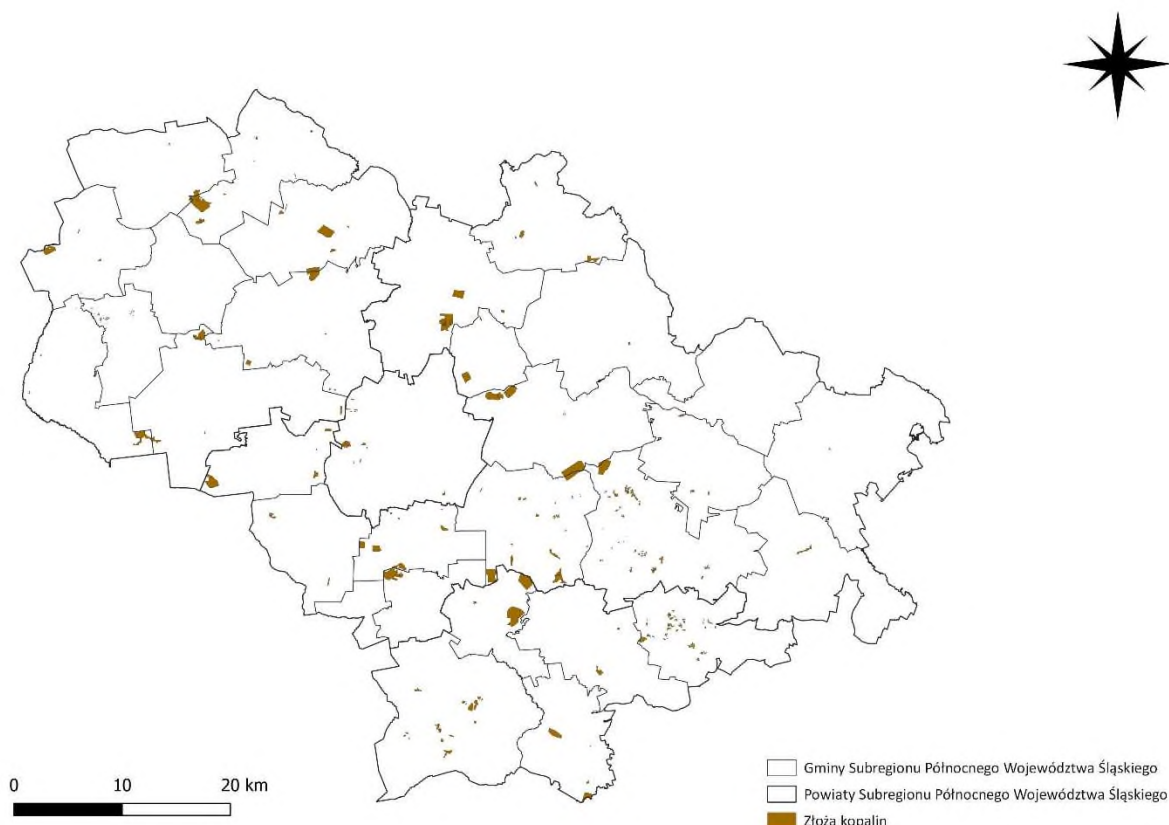 0 10 20 km
Gminy Subregionu Północnego Województwa Śląskiego
Powiaty Subregionu Północnego Województwa Śląskiego
Złoża kopalin